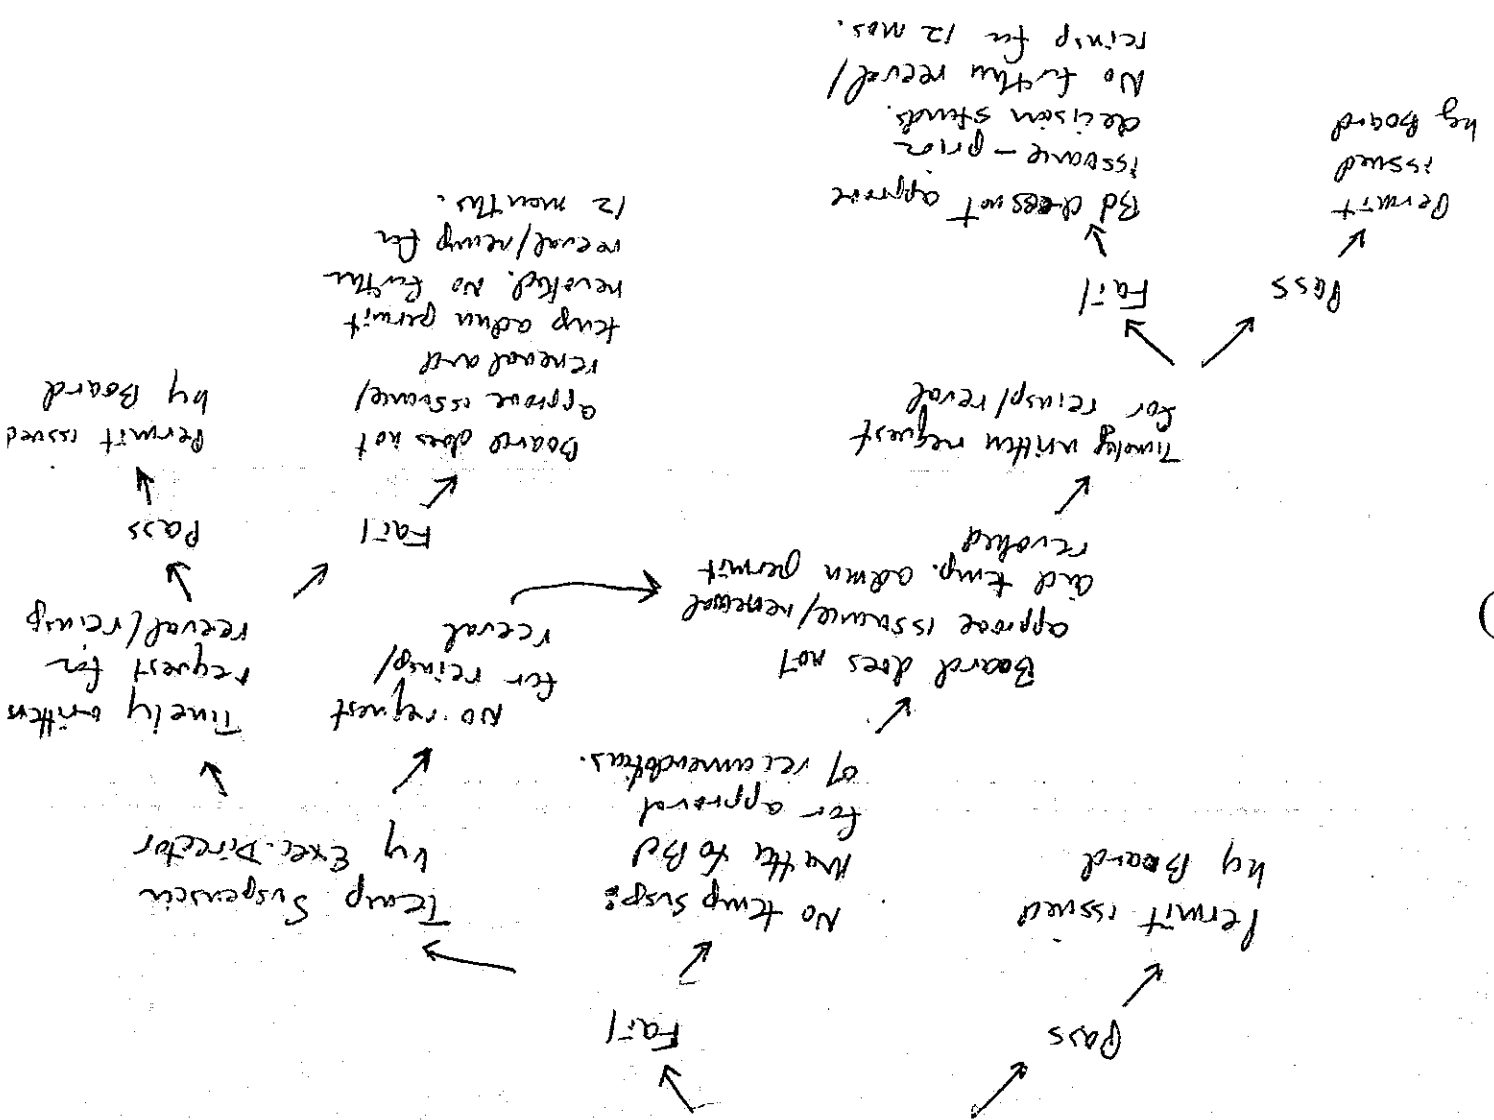 Pass
Fail
Permit issued
by Board
No temp susp:
Matter to Bd
for approval
of recommendations.
Temp Suspension
by Exec. Director
Board does not
approve issuance/renewal
and temp. admn permit
revoked
No request
for reinsp/
reeval
Timely written
request for
reeval/reinsp
Timely written request
for reinsp/reval
Fail
Pass
Board does not
approve issuance/
renewal and
temp admn permit
revoked. No further
reeval/reinsp for
12 months.
Permit issued
by Board
Pass
Fail
Permit
issued
by Board
Bd does not approve
issuance - prior
decision stands.
No further reeval/
reinsp for 12 mos.